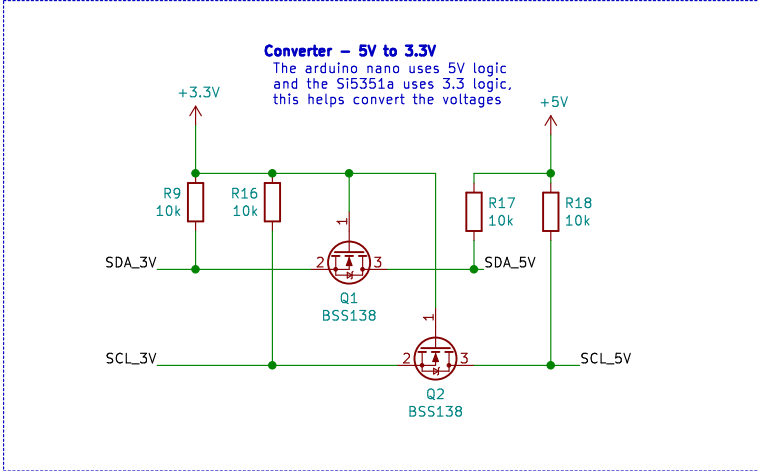 Converter - 5V to 3.3V
The arduino nano uses 5V logic
and the Si5351a uses 3.3 logic,
this helps convert the voltages
+3.3V
+5V
R9
10k
R16
10k
R17
10k
R18
10k
1
SDA_3V
2
3
SDA_5V
Q1
BSS138
1
SCL_3V
2
3
SCL_5V
Q2
BSS138